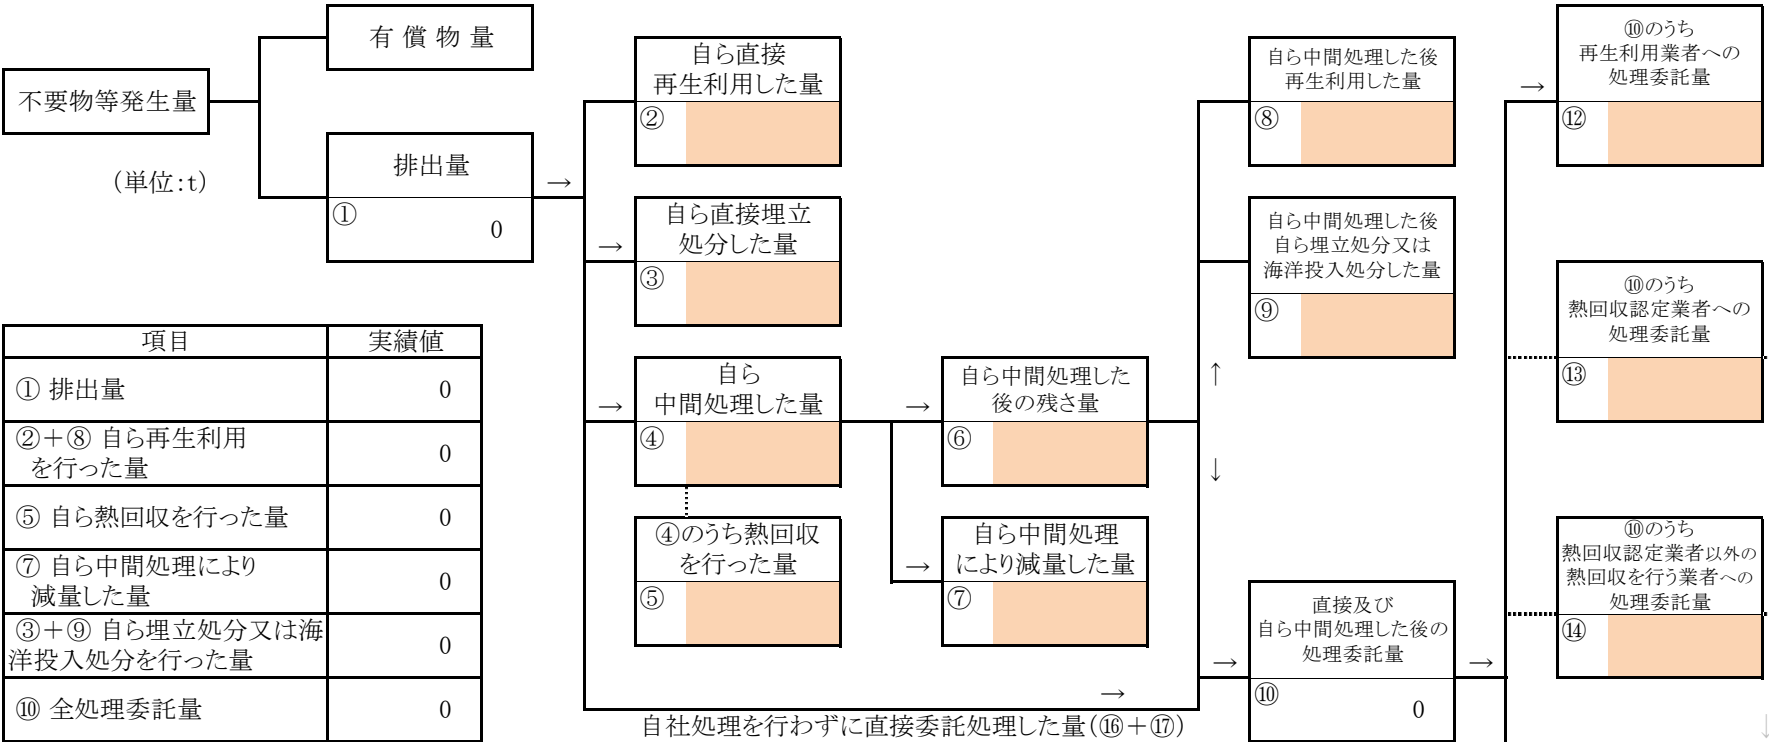 有 償 物 量
不要物等発生量
(単位:t)
排出量
①
0
→
自ら直接
再生利用した量
②
→
自ら直接埋立
処分した量
③
→
自ら
中間処理した量
④
④のうち熱回収
を行った量
⑤
→
自ら中間処理した
後の残さ量
⑥
→
自ら中間処理
により減量した量
⑦
自ら中間処理した後
再生利用した量
⑧
自ら中間処理した後
自ら埋立処分又は
海洋投入処分した量
⑨
↑
↓
→
直接及び
自ら中間処理した後の
処理委託量
⑩
0
→
自社処理を行わずに直接委託処理した量(⑯+⑰)
→
→
⑩のうち
再生利用業者への
処理委託量
⑫
⑩のうち
熱回収認定業者への
処理委託量
⑬
⑩のうち
熱回収認定業者以外の
熱回収を行う業者への
処理委託量
⑭
↓
項目 実績値
① 排出量 0
②+⑧ 自ら再生利用
を行った量 0
⑤ 自ら熱回収を行った量 0
⑦ 自ら中間処理により
減量した量 0
③+⑨ 自ら埋立処分又は海
洋投入処分を行った量 0
⑩ 全処理委託量 0